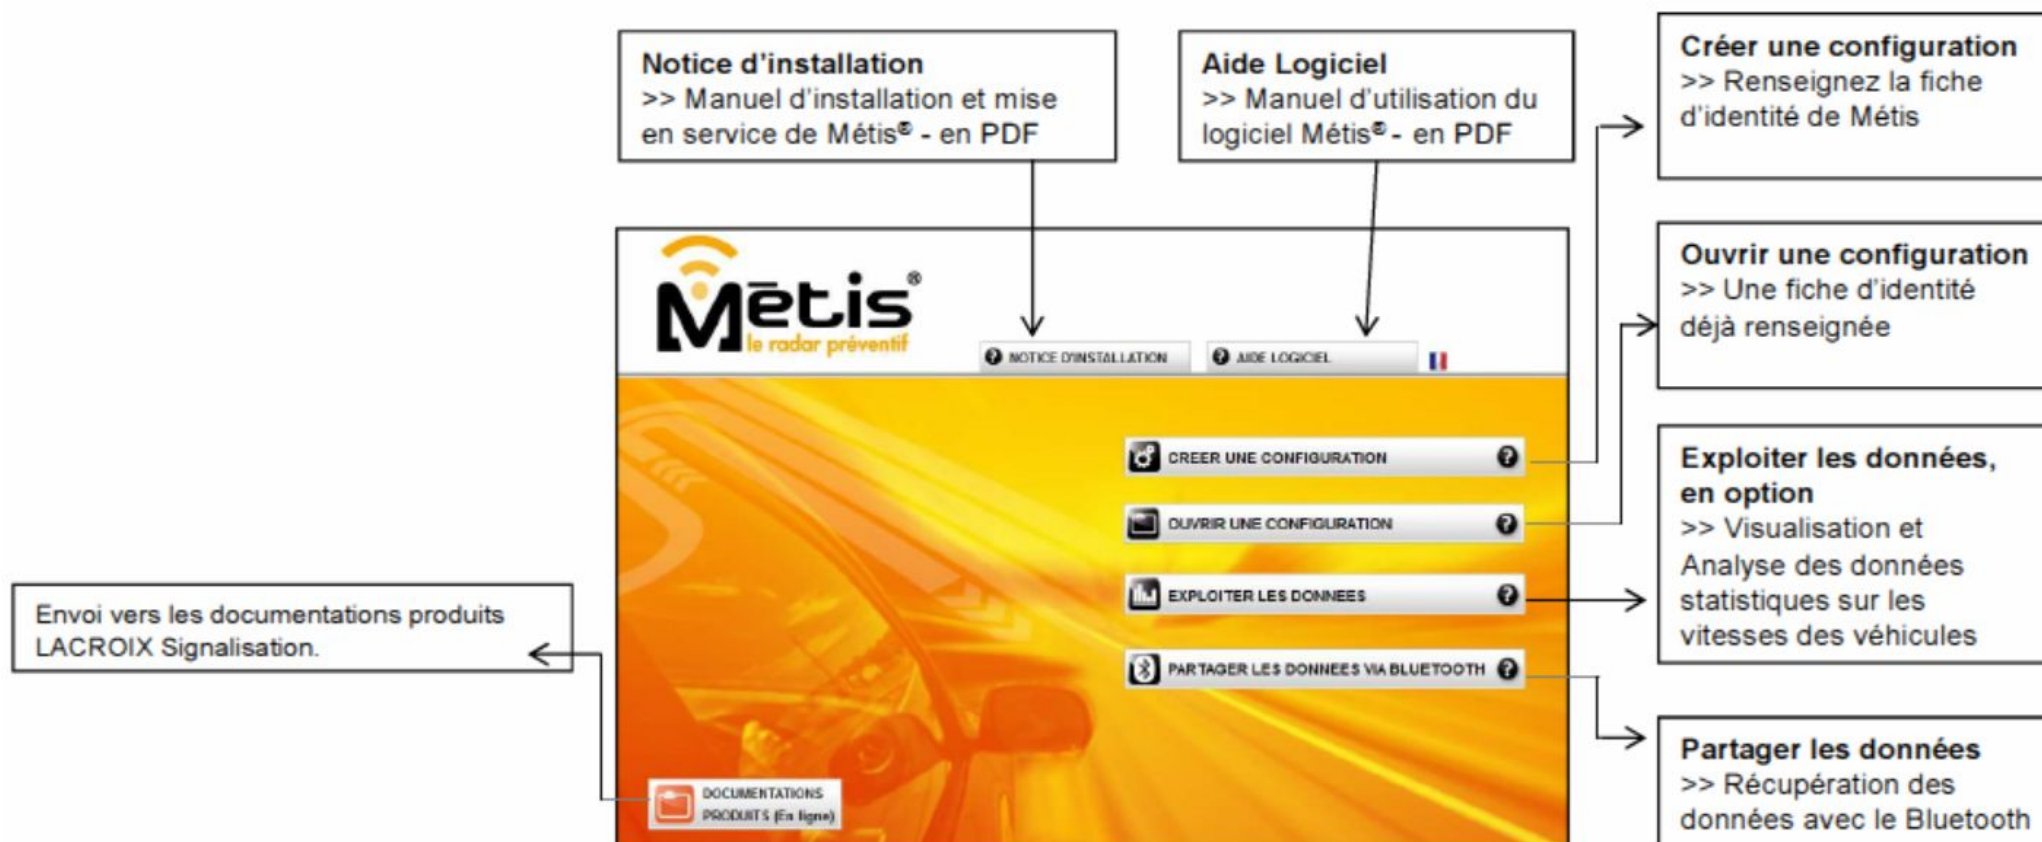 Notice d'installation
>> Manuel d'installation et mise
en service de Métis® - en PDF
Aide Logiciel
>> Manuel d'utilisation du
logiciel Métis® - en PDF
Créer une configuration
>> Renseignez la fiche
d'identité de Métis
Ouvrir une configuration
>> Une fiche d'identité
déjà renseignée
Exploiter les données,
en option
>> Visualisation et
Analyse des données
statistiques sur les
vitesses des véhicules
Partager les données
>> Récupération des
données avec le Bluetooth
Envoi vers les documentations produits
LACROIX Signalisation.
Mētis®
le radar préventif
NOTICE D'INSTALLATION
AIDE LOGICIEL
CREER UNE CONFIGURATION
OUVRIR UNE CONFIGURATION
EXPLOITER LES DONNEES
PARTAGER LES DONNEES VIA BLUETOOTH
DOCUMENTATIONS
PRODUITS (En ligne)